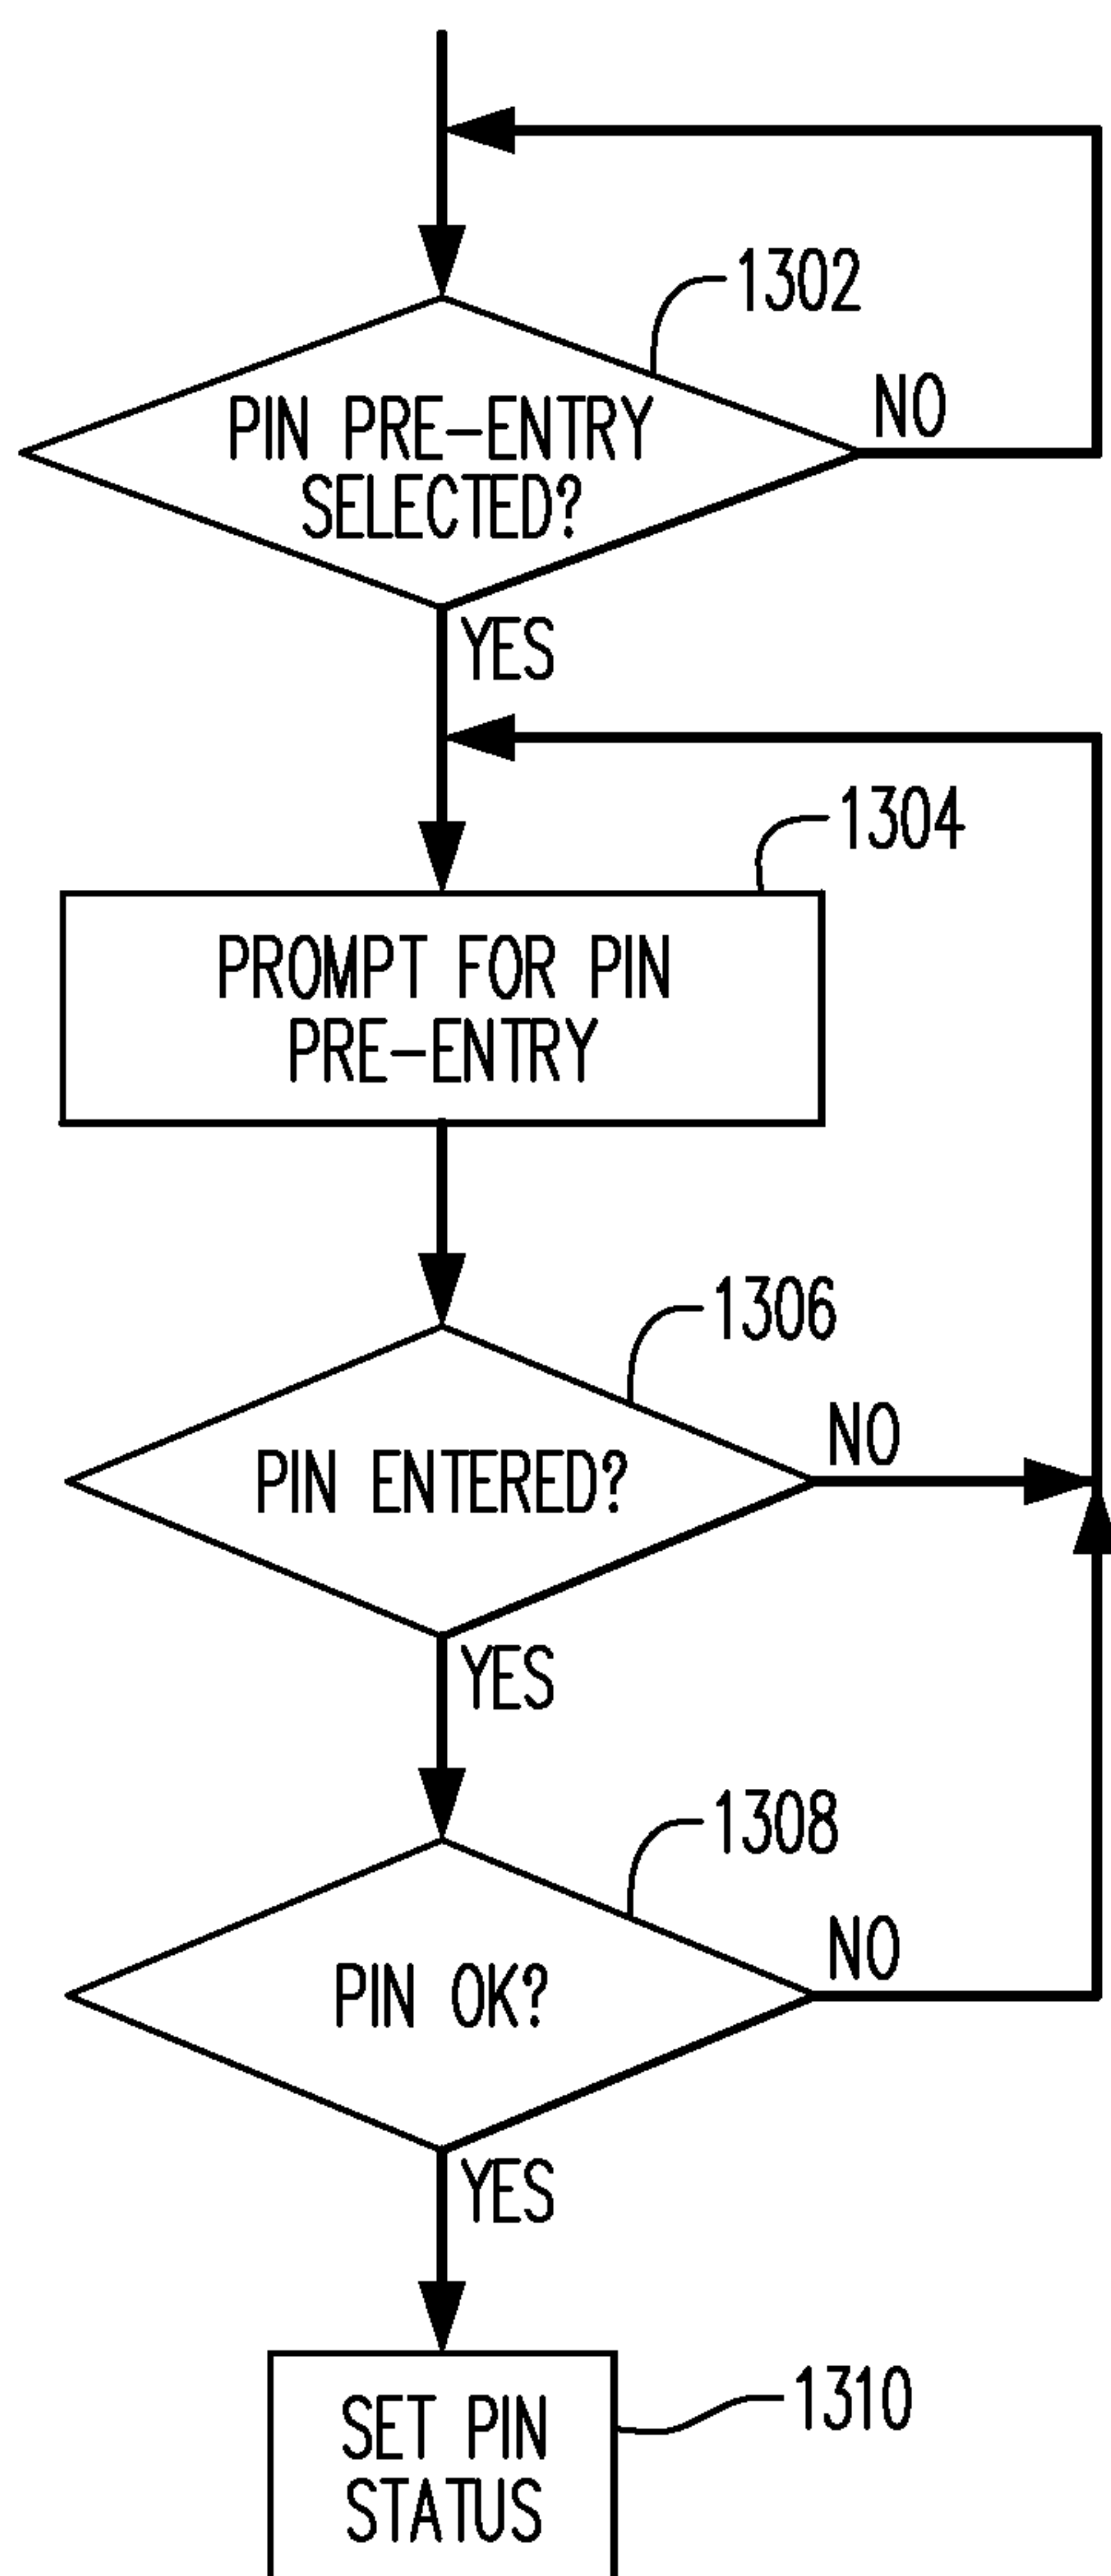 1302
PIN PRE-ENTRY
SELECTED?
NO
YES
1304
PROMPT FOR PIN
PRE-ENTRY
1306
PIN ENTERED?
NO
YES
1308
PIN OK?
NO
YES
1310
SET PIN
STATUS